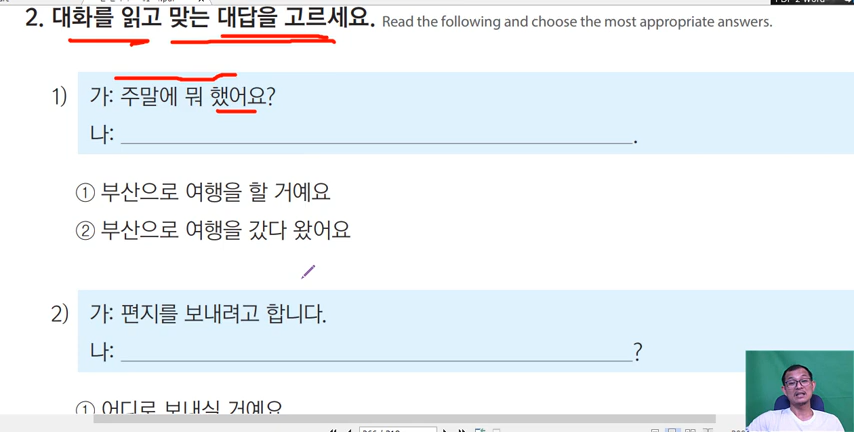 2. 대화를 읽고 맞는 대답을 고르세요. Read the following and choose the most appropriate answers.
1) 가: 주말에 뭐 했어요?
나: .
① 부산으로 여행을 할 거예요
② 부산으로 여행을 갔다 왔어요
2) 가: 편지를 보내려고 합니다.
나: ?
① 어디로 보내실 거예요